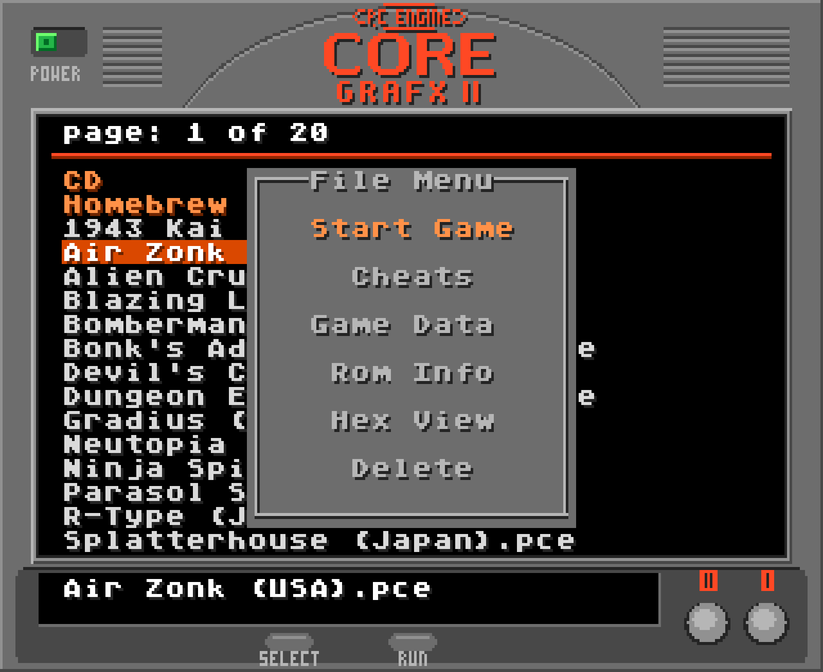 PC ENGINE
CORE
GRAFX II
POWER
page: 1 of 20
CD
Homebrew
1943 Kai
Air Zonk
Alien Cru
Blazing L
Bomberman
Bonk's Ad e
Devil's C
Dungeon E e
Gradius (
Neutopia
Ninja Spi
Parasol S
R-Type (J
Splatterhouse (Japan).pce
File Menu
Start Game
Cheats
Game Data
Rom Info
Hex View
Delete
Air Zonk (USA).pce
II I
SELECT RUN